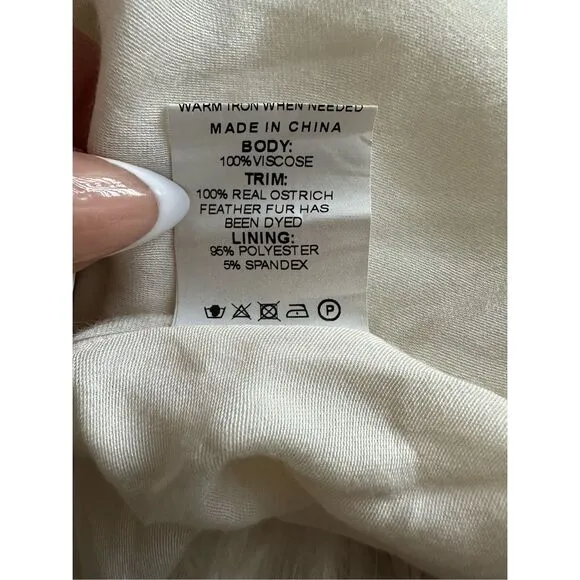 WARM IRON WHEN NEEDED
MADE IN CHINA
BODY:
100%VISCOSE
TRIM:
100% REAL OSTRICH
FEATHER FUR HAS
BEEN DYED
LINING:
95% POLYESTER
5% SPANDEX
P